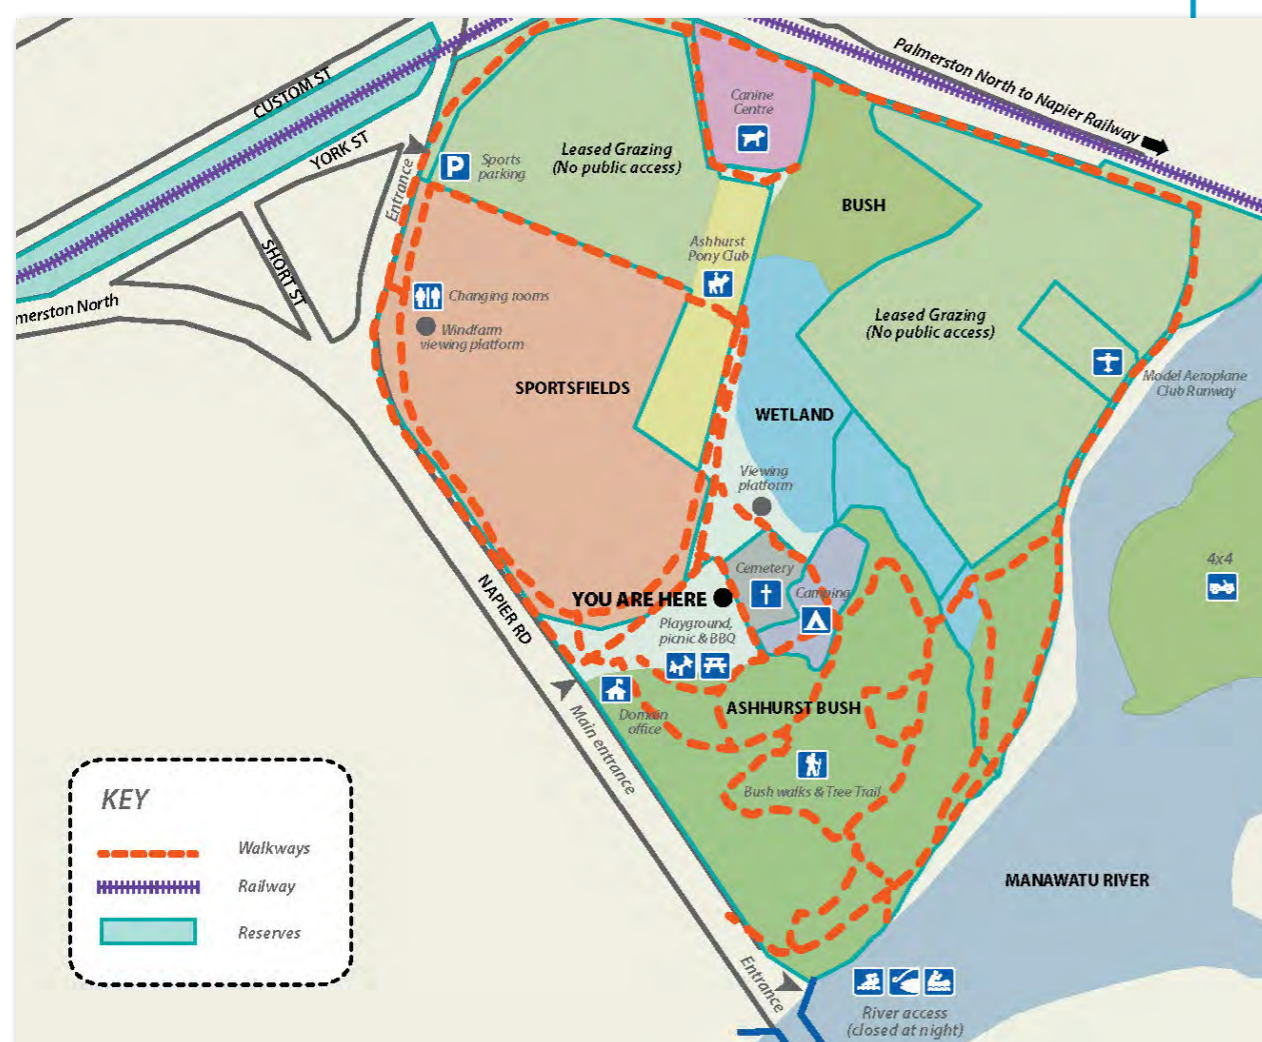 Palmerston North to Napier Railway
CUSTOM ST
YORK ST
SHORT ST
merston North
Entrance
P
Sports
parking
Leased Grazing
(No public access)
Canine
Centre
BUSH
Ashhurst
Pony Club
Changing rooms
Windfarm
viewing platform
SPORTSFIELDS
WETLAND
Leased Grazing
(No public access)
Model Aeroplane
Club Runway
Viewing
platform
4x4
Cemetery
Camping
YOU ARE HERE
Playground,
picnic & BBQ
NAPIER RD
Main entrance
Domain
office
ASHHURST BUSH
Bush walks & Tree Trail
MANAWATU RIVER
Entrance
River access
(closed at night)
KEY
Walkways
Railway
Reserves